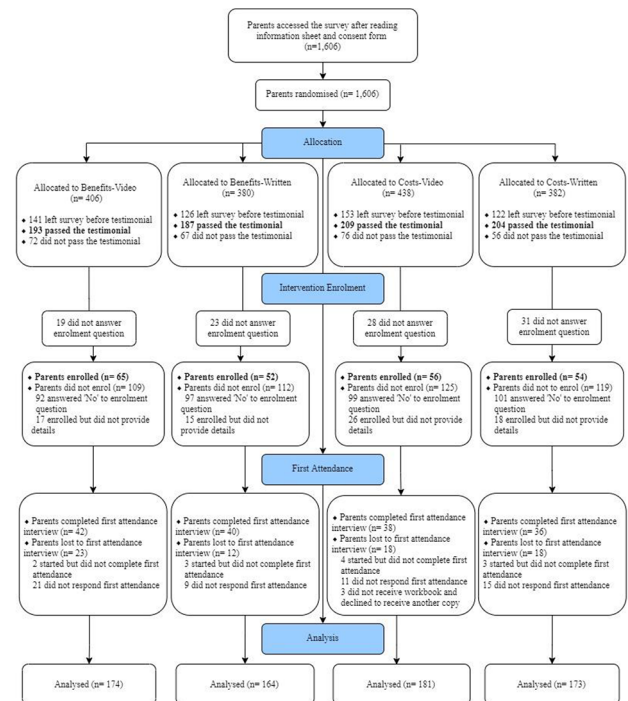 Parents accessed the survey after reading
information sheet and consent form
(n=1,606)
Parents randomised (n= 1,606)
Allocation
Allocated to Benefits-Video
(n= 406)
◆ 141 left survey before testimonial
◆ 193 passed the testimonial
◆ 72 did not pass the testimonial
Allocated to Benefits-Written
(n= 380)
◆ 126 left survey before testimonial
◆ 187 passed the testimonial
◆ 67 did not pass the testimonial
Allocated to Costs-Video
(n= 438)
◆ 153 left survey before testimonial
◆ 209 passed the testimonial
◆ 76 did not pass the testimonial
Allocated to Costs-Written
(n= 382)
◆ 122 left survey before testimonial
◆ 204 passed the testimonial
◆ 56 did not pass the testimonial
Intervention Enrolment
19 did not answer
enrolment question
23 did not answer
enrolment question
28 did not answer
enrolment question
31 did not answer
enrolment question
◆ Parents enrolled (n= 65)
◆ Parents did not enrol (n= 109)
92 answered 'No' to enrolment
question
17 enrolled but did not provide
details
◆ Parents enrolled (n= 52)
◆ Parents did not enrol (n= 112)
97 answered 'No' to enrolment
question
15 enrolled but did not
provide details
◆ Parents enrolled (n= 56)
◆ Parents did not enrol (n= 125)
99 answered 'No' to enrolment
question
26 enrolled but did not provide
details
◆ Parents enrolled (n= 54)
◆ Parents did not to enrol (n= 119)
101 answered 'No' to enrolment
question
18 enrolled but did not provide
details
First Attendance
◆ Parents completed first attendance
interview (n= 42)
◆ Parents lost to first attendance
interview (n= 23)
2 started but did not complete first
attendance
21 did not respond first attendance
◆ Parents completed first attendance
interview (n= 40)
◆ Parents lost to first attendance
interview (n= 12)
3 started but did not complete first
attendance
9 did not respond first attendance
◆ Parents completed first attendance
interview (n= 38)
◆ Parents lost to first attendance
interview (n= 18)
4 started but did not complete first
attendance
11 did not respond first attendance
3 did not receive workbook and
declined to receive another copy
◆ Parents completed first attendance
interview (n= 36)
◆ Parents lost to first attendance
interview (n= 18)
3 started but did not complete first
attendance
15 did not respond first attendance
Analysis
Analysed (n= 174)
Analysed (n= 164)
Analysed (n= 181)
Analysed (n= 173)